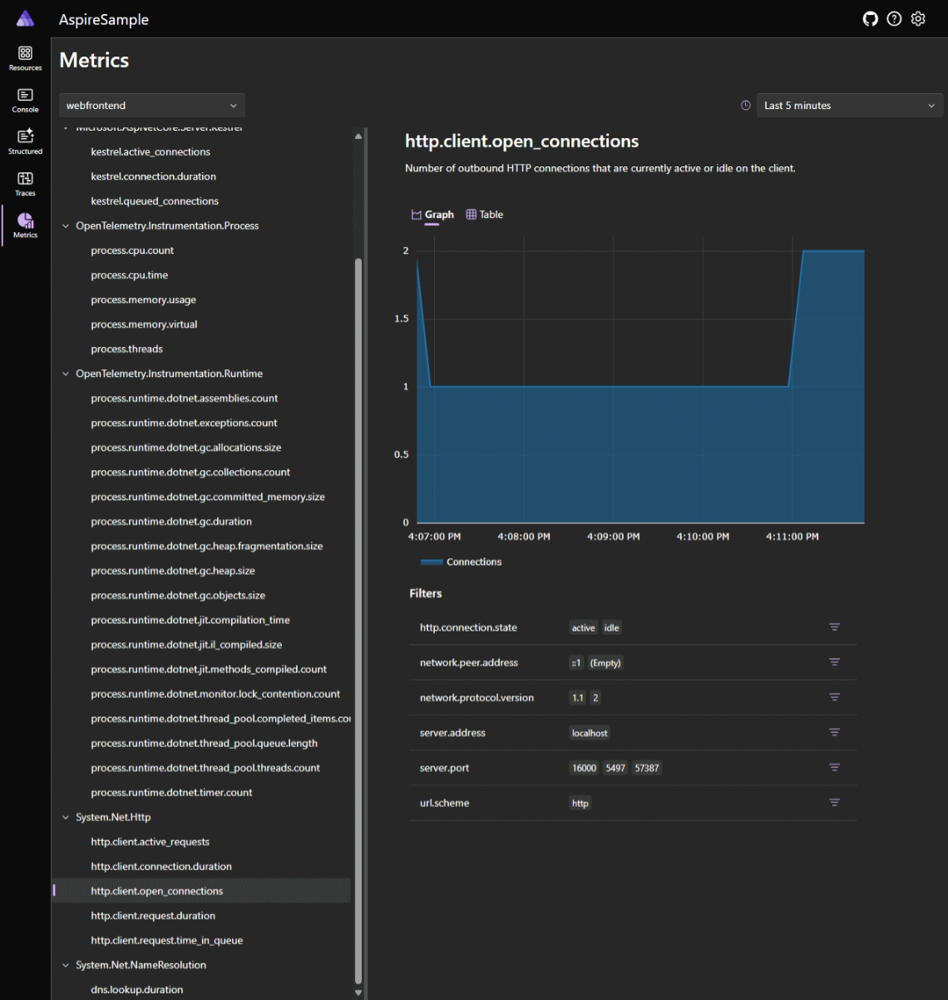 AspireSample
Resources
Console
Structured
Traces
Metrics
Metrics
webfrontend
Last 5 minutes
Microsoft.AspNetCore.Server.Kestrel
kestrel.active_connections
kestrel.connection.duration
kestrel.queued_connections
OpenTelemetry.Instrumentation.Process
process.cpu.count
process.cpu.time
process.memory.usage
process.memory.virtual
process.threads
OpenTelemetry.Instrumentation.Runtime
process.runtime.dotnet.assemblies.count
process.runtime.dotnet.exceptions.count
process.runtime.dotnet.gc.allocations.size
process.runtime.dotnet.gc.collections.count
process.runtime.dotnet.gc.committed_memory.size
process.runtime.dotnet.gc.duration
process.runtime.dotnet.gc.heap.fragmentation.size
process.runtime.dotnet.gc.heap.size
process.runtime.dotnet.gc.objects.size
process.runtime.dotnet.jit.compilation_time
process.runtime.dotnet.jit.il_compiled.size
process.runtime.dotnet.jit.methods_compiled.count
process.runtime.dotnet.monitor.lock_contention.count
process.runtime.dotnet.thread_pool.completed_items.cou
process.runtime.dotnet.thread_pool.queue.length
process.runtime.dotnet.thread_pool.threads.count
process.runtime.dotnet.timer.count
System.Net.Http
http.client.active_requests
http.client.connection.duration
http.client.open_connections
http.client.request.duration
http.client.request.time_in_queue
System.Net.NameResolution
dns.lookup.duration
http.client.open_connections
Number of outbound HTTP connections that are currently active or idle on the client.
Graph Table
2
1.5
1
0.5
0
4:07:00 PM 4:08:00 PM 4:09:00 PM 4:10:00 PM 4:11:00 PM
Connections
Filters
http.connection.state active idle
network.peer.address ::1 (Empty)
network.protocol.version 1.1 2
server.address localhost
server.port 16000 5497 57387
url.scheme http